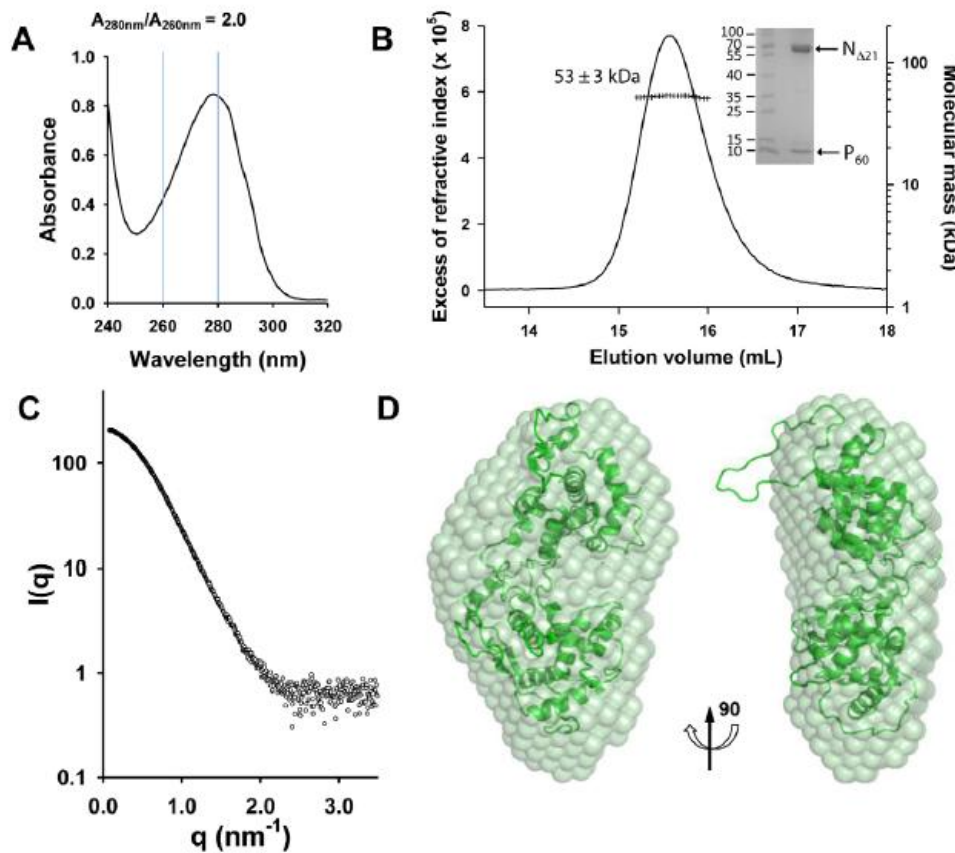 A
A280nm/A260nm = 2.0
1.0
0.8
0.6
0.4
0.2
0.0
Absorbance
240 260 280 300 320
Wavelength (nm)
B
Excess of refractive index (x 10⁵)
8
6
4
2
0
53 ± 3 kDa
100
70
55
40
35
25
15
10
NΔ21
P60
100
10
1
Molecular mass (kDa)
14 15 16 17 18
Elution volume (mL)
C
I(q)
100
10
1
0.1
0.0 1.0 2.0 3.0
q (nm⁻¹)
D
90